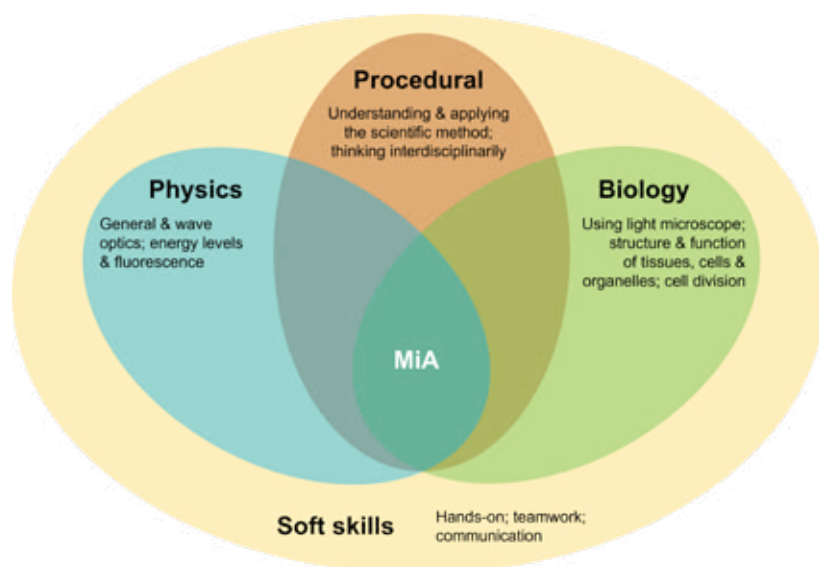 Procedural
Understanding & applying
the scientific method;
thinking interdisciplinarily
Physics
General & wave
optics; energy levels
& fluorescence
Biology
Using light microscope;
structure & function
of tissues, cells &
organelles; cell division
MiA
Soft skills
Hands-on; teamwork;
communication